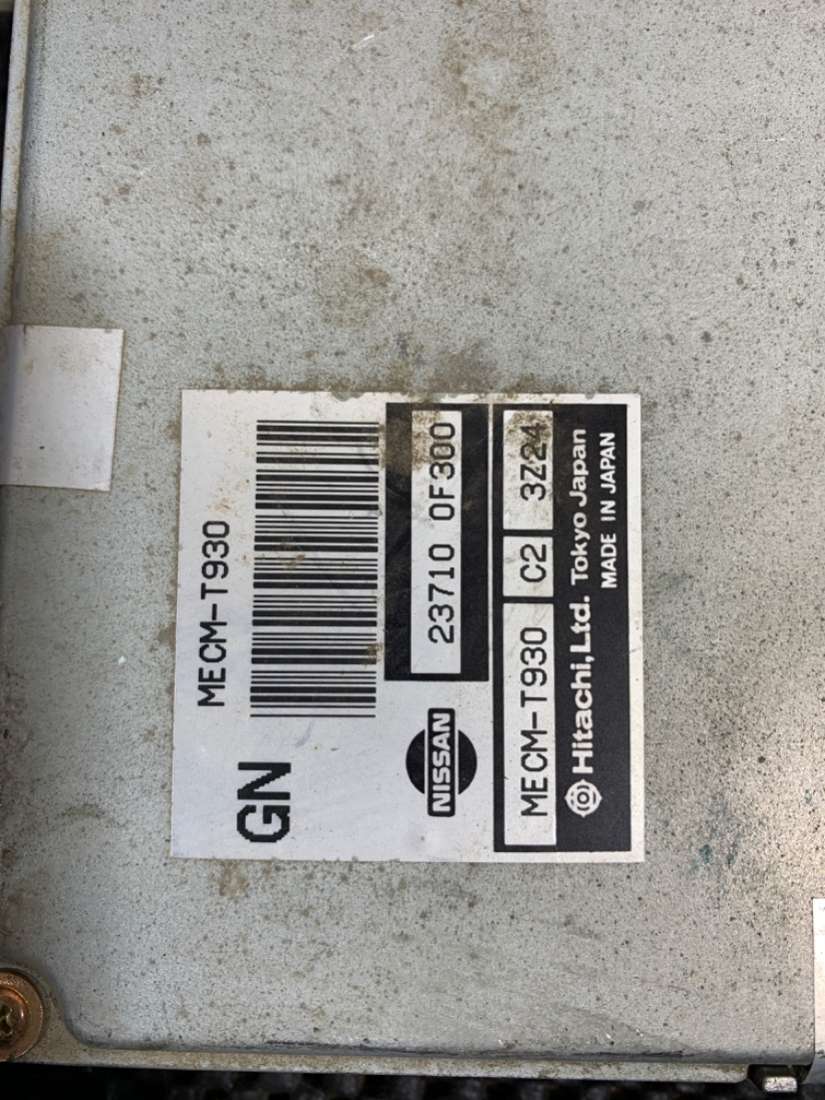 MECM-T930
GN
NISSAN
23710 0F300
MECM-T930 C2 3Z24
Hitachi, Ltd. Tokyo Japan
MADE IN JAPAN